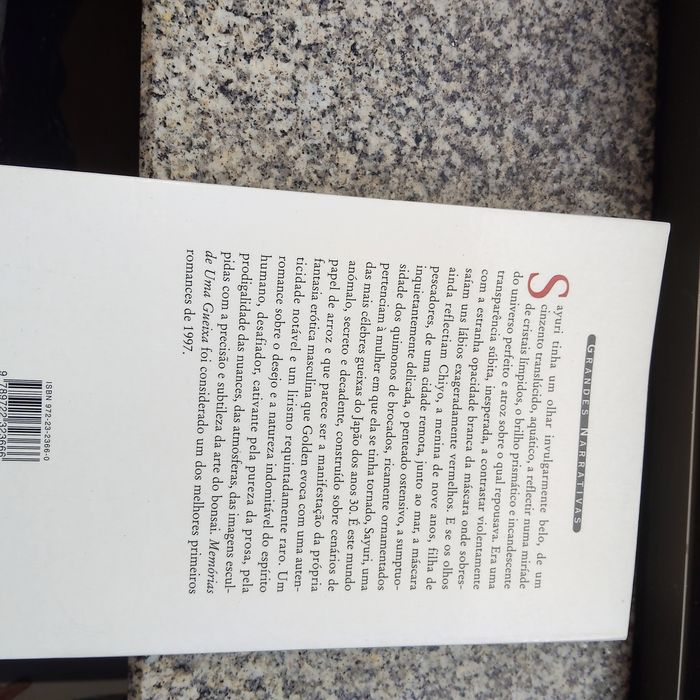 GRANDES NARRATIVAS
Sayuri tinha um olhar invulgarmente belo, de um
cinzento translúcido, aquático, a reflectir numa miríade
de cristais límpidos, o brilho prismático e incandescente
do universo perfeito e atroz sobre o qual repousava. Era uma
transparência súbita, inesperada, a contrastar violentamente
com a estranha opacidade branca da máscara onde sobres-
saíam uns lábios exageradamente vermelhos. E se os olhos
ainda reflectiam Chiyo, a menina de nove anos, filha de
pescadores, de uma cidade remota, junto ao mar, a máscara
inquietantemente delicada, o penteado ostensivo, a sumptuo-
sidade dos quimonos de brocados, ricamente ornamentados
pertenciam à mulher em que ela se tinha tornado, Sayuri, uma
das mais célebres gueixas do Japão dos anos 30. É este mundo
anómalo, secreto e decadente, construído sobre cenários de
papel de arroz e que parece ser a manifestação da própria
fantasia erótica masculina que Golden evoca com uma auten-
ticidade notável e um lirismo requintadamente raro. Um
romance sobre o desejo e a natureza indomitável do espírito
humano, desafiador, cativante pela pureza da prosa, pela
prodigalidade das nuances, das atmosferas, das imagens escul-
pidas com a precisão e subtileza da arte do bonsai. Memórias
de Uma Gueixa foi considerado um dos melhores primeiros
romances de 1997.
ISBN 972-23-2366-0
9 789722 323666